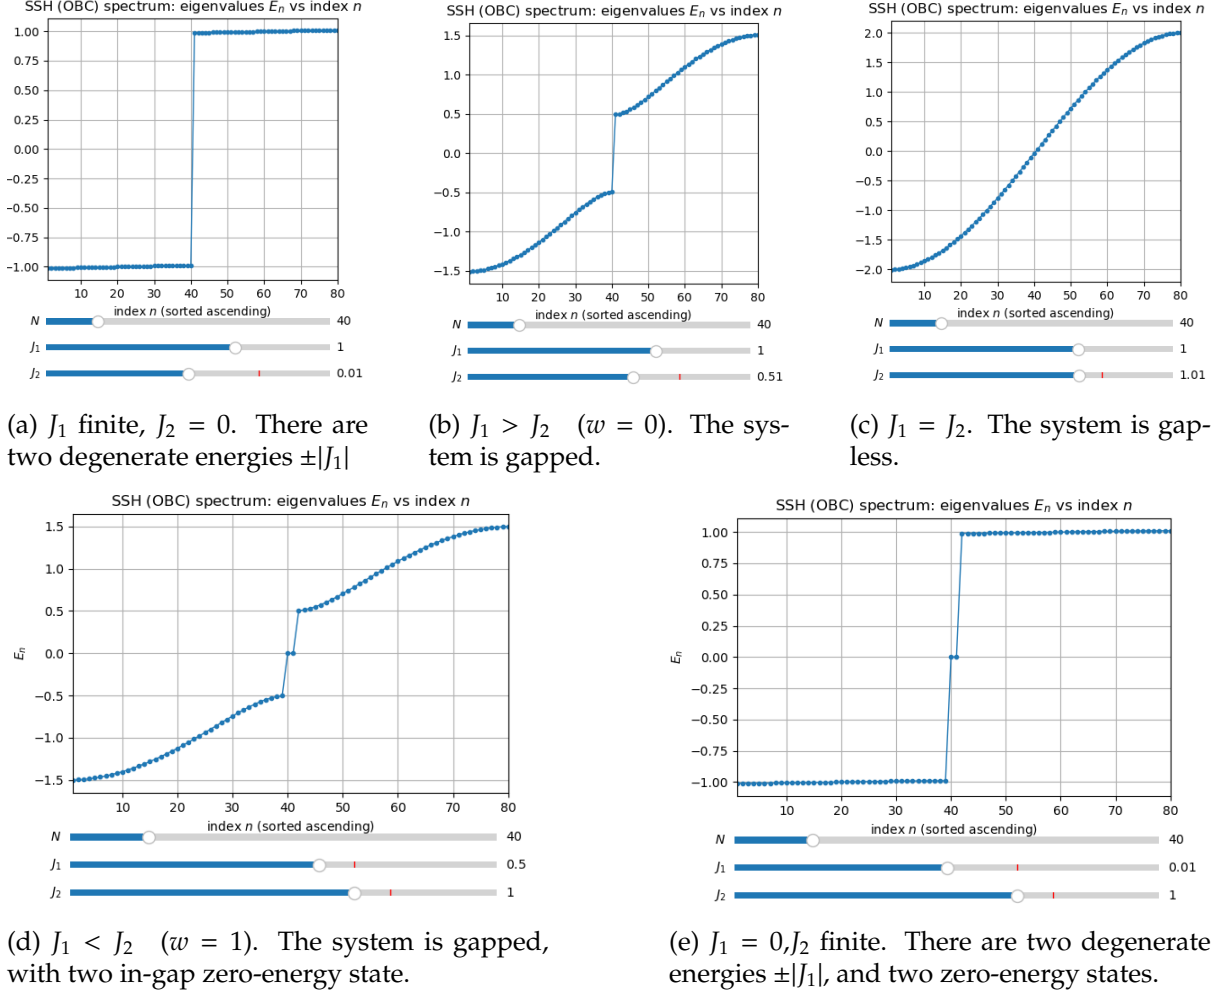 SSH (OBC) spectrum: eigenvalues Eₙ vs index n
1.00
0.75
0.50
0.25
0.00
−0.25
−0.50
−0.75
−1.00
10 20 30 40 50 60 70 80
index n (sorted ascending)
N 40
J₁ 1
J₂ 0.01
(a) J₁ finite, J₂ = 0. There are
two degenerate energies ±|J₁|
SSH (OBC) spectrum: eigenvalues Eₙ vs index n
1.5
1.0
0.5
0.0
−0.5
−1.0
−1.5
10 20 30 40 50 60 70 80
index n (sorted ascending)
N 40
J₁ 1
J₂ 0.51
(b) J₁ > J₂ (w = 0). The sys-
tem is gapped.
SSH (OBC) spectrum: eigenvalues Eₙ vs index n
2.0
1.5
1.0
0.5
0.0
−0.5
−1.0
−1.5
−2.0
10 20 30 40 50 60 70 80
index n (sorted ascending)
N 40
J₁ 1
J₂ 1.01
(c) J₁ = J₂. The system is gap-
less.
SSH (OBC) spectrum: eigenvalues Eₙ vs index n
1.5
1.0
0.5
0.0
−0.5
−1.0
−1.5
Eₙ
10 20 30 40 50 60 70 80
index n (sorted ascending)
N 40
J₁ 0.5
J₂ 1
(d) J₁ < J₂ (w = 1). The system is gapped,
with two in-gap zero-energy state.
SSH (OBC) spectrum: eigenvalues Eₙ vs index n
1.00
0.75
0.50
0.25
0.00
−0.25
−0.50
−0.75
−1.00
Eₙ
10 20 30 40 50 60 70 80
index n (sorted ascending)
N 40
J₁ 0.01
J₂ 1
(e) J₁ = 0,J₂ finite. There are two degenerate
energies ±|J₁|, and two zero-energy states.